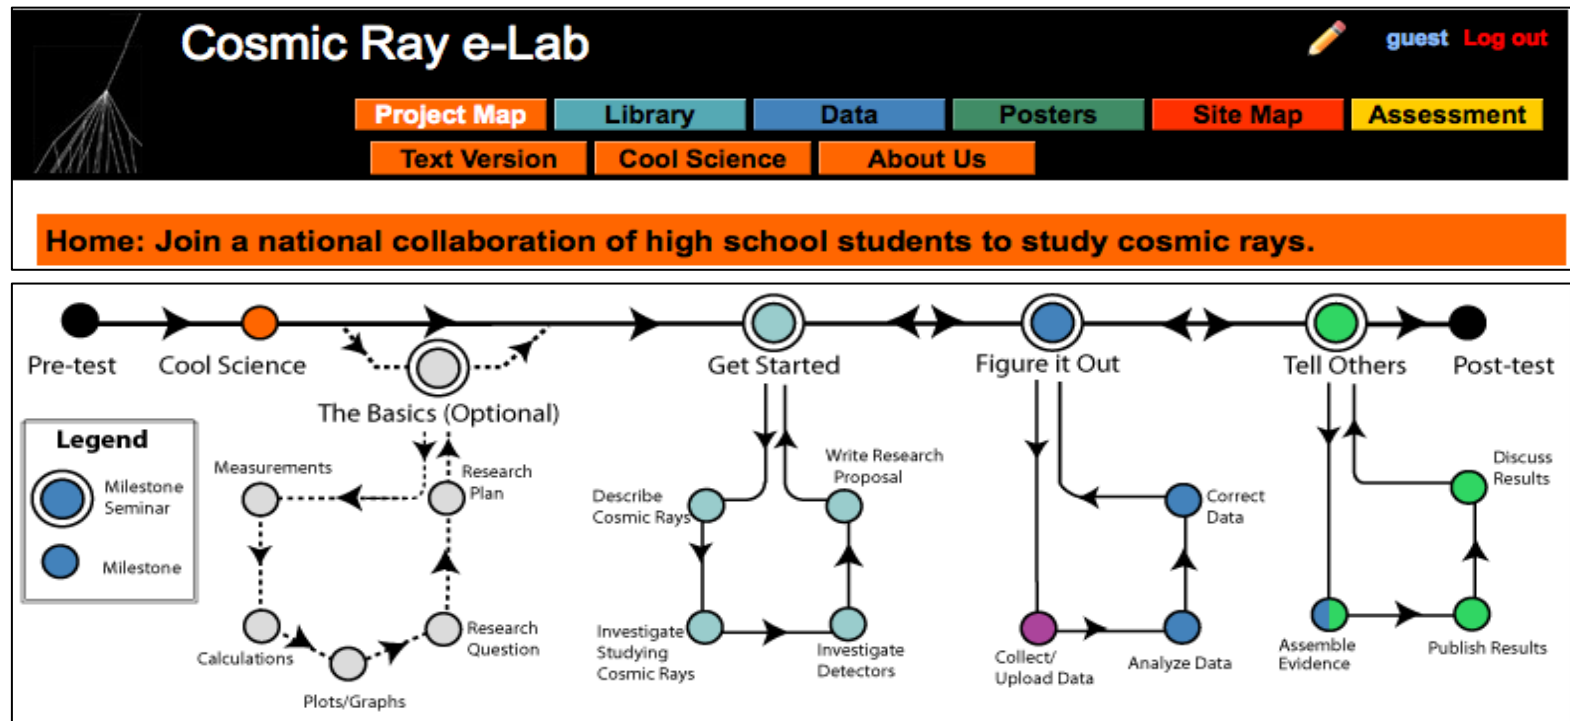 Cosmic Ray e-Lab
guest Log out
Project Map Library Data Posters Site Map Assessment
Text Version Cool Science About Us
Home: Join a national collaboration of high school students to study cosmic rays.
Pre-test
Cool Science
The Basics (Optional)
Get Started
Figure it Out
Tell Others
Post-test
Legend
Milestone
Seminar
Milestone
Measurements
Calculations
Plots/Graphs
Research
Question
Research
Plan
Describe
Cosmic Rays
Investigate
Studying
Cosmic Rays
Investigate
Detectors
Write Research
Proposal
Collect/
Upload Data
Analyze Data
Correct
Data
Assemble
Evidence
Publish Results
Discuss
Results